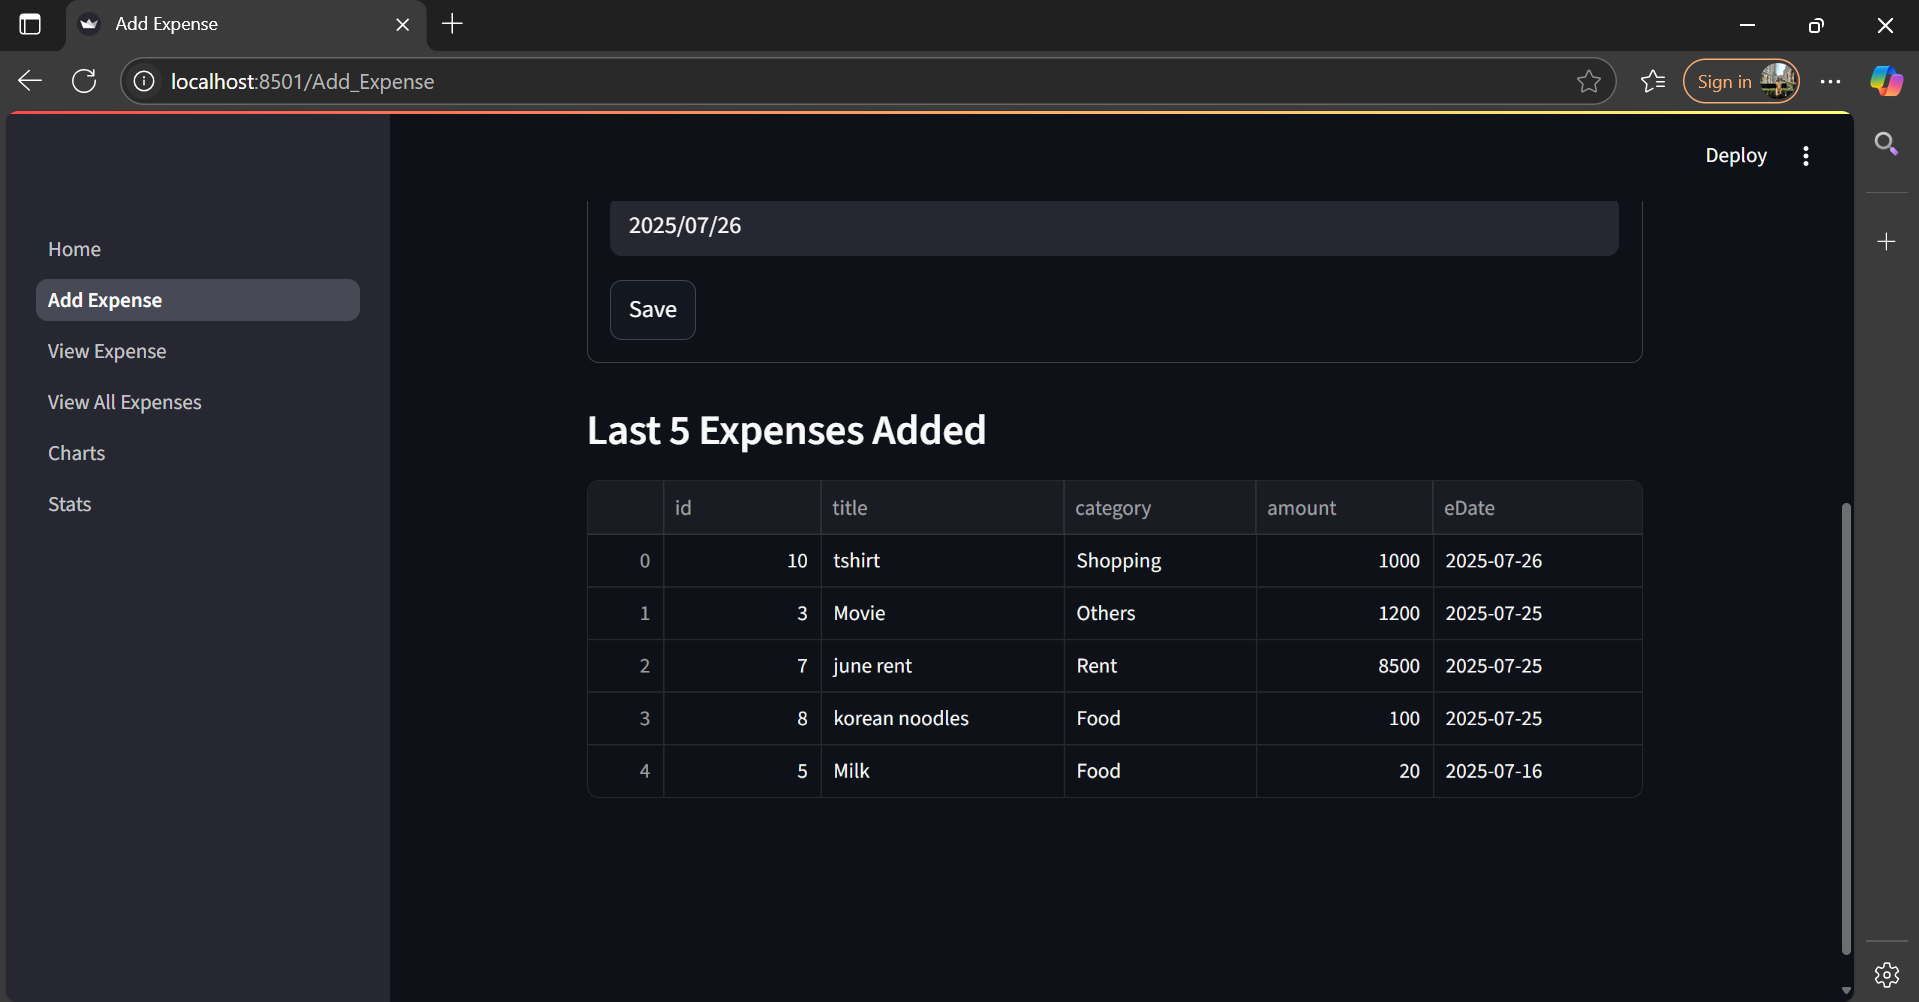 Add Expense
localhost:8501/Add_Expense
Sign in
Deploy
Home
Add Expense
View Expense
View All Expenses
Charts
Stats
2025/07/26
Save
Last 5 Expenses Added
id title category amount eDate
0 10 tshirt Shopping 1000 2025-07-26
1 3 Movie Others 1200 2025-07-25
2 7 june rent Rent 8500 2025-07-25
3 8 korean noodles Food 100 2025-07-25
4 5 Milk Food 20 2025-07-16